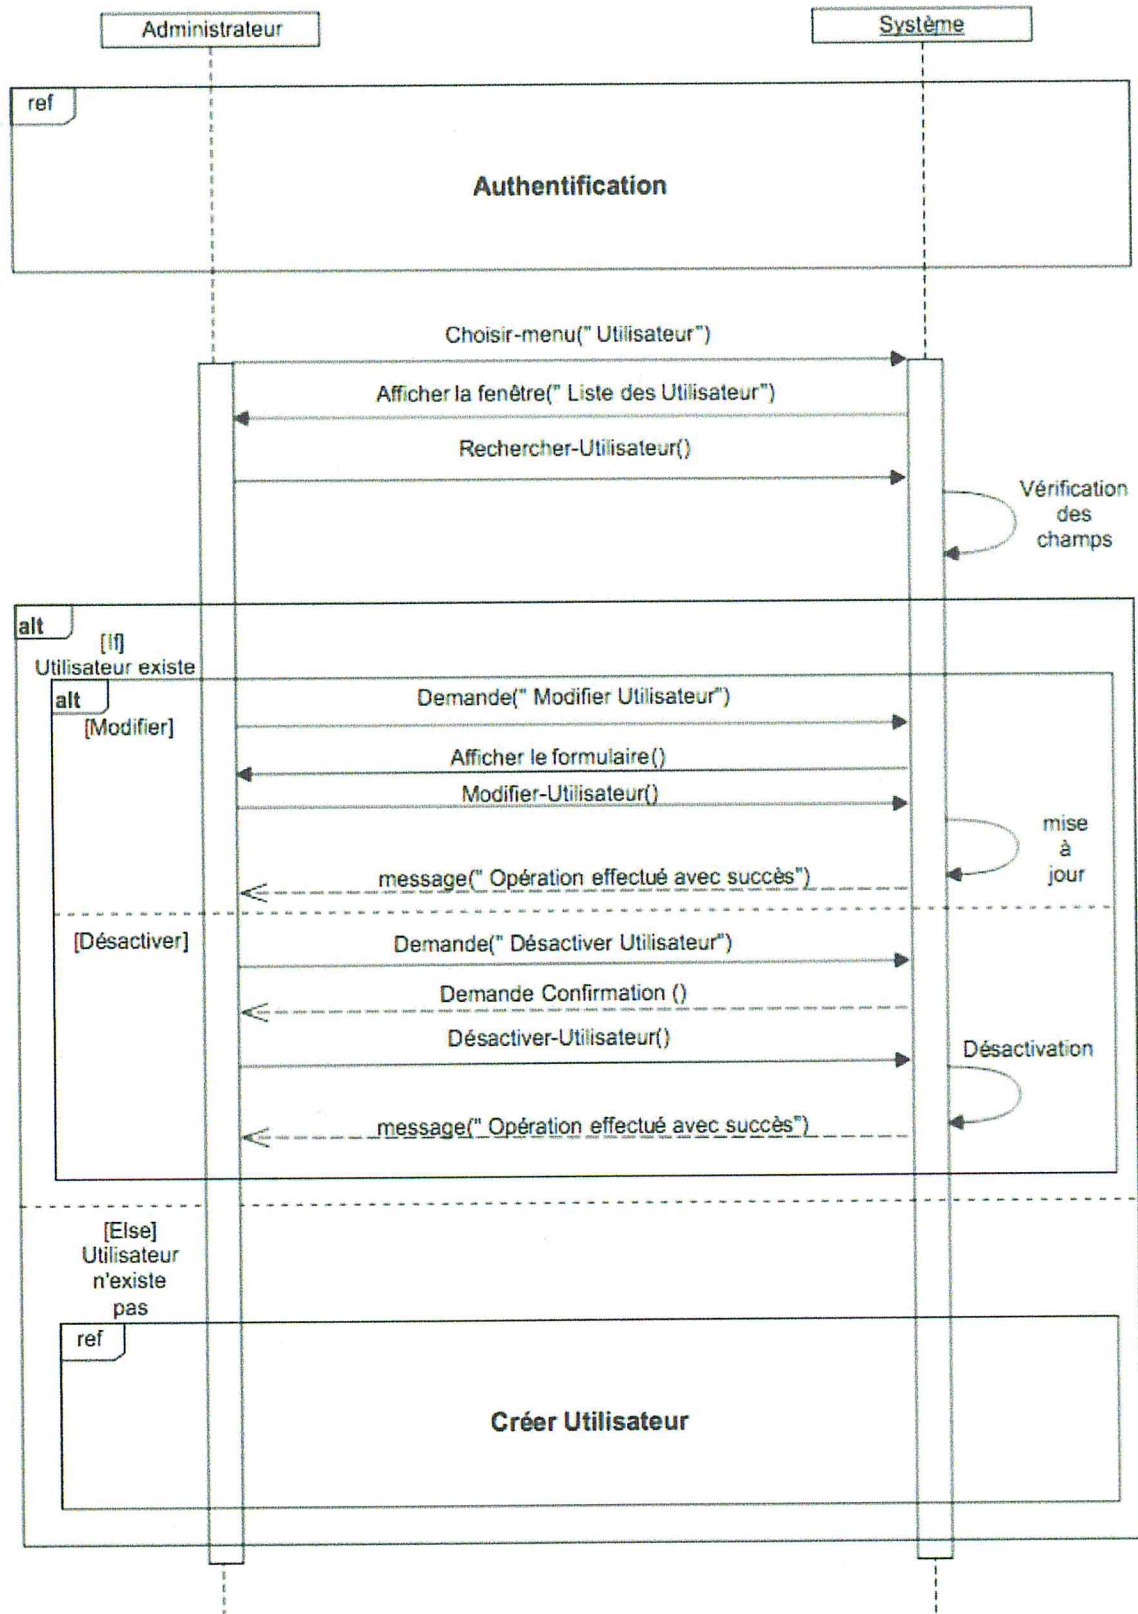 Administrateur
Système
ref
Authentification
Choisir-menu(" Utilisateur")
Afficher la fenêtre(" Liste des Utilisateur")
Rechercher-Utilisateur()
Vérification
des
champs
alt
[If]
Utilisateur existe
alt
[Modifier]
Demande(" Modifier Utilisateur")
Afficher le formulaire()
Modifier-Utilisateur()
mise
à
jour
message(" Opération effectué avec succès")
[Désactiver]
Demande(" Désactiver Utilisateur")
Demande Confirmation ()
Désactiver-Utilisateur()
Désactivation
message(" Opération effectué avec succès")
[Else]
Utilisateur
n'existe
pas
ref
Créer Utilisateur